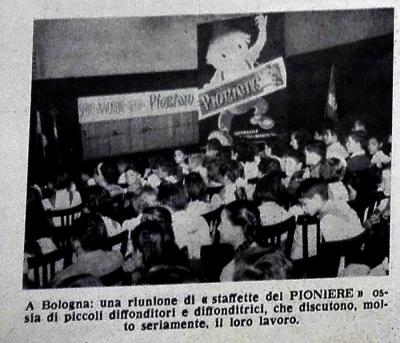 Pioniere
PIONIERE
A Bologna: una riunione di « staffette del PIONIERE » os-
sia di piccoli diffonditori e diffonditrici, che discutono, mol-
to seriamente, il loro lavoro.